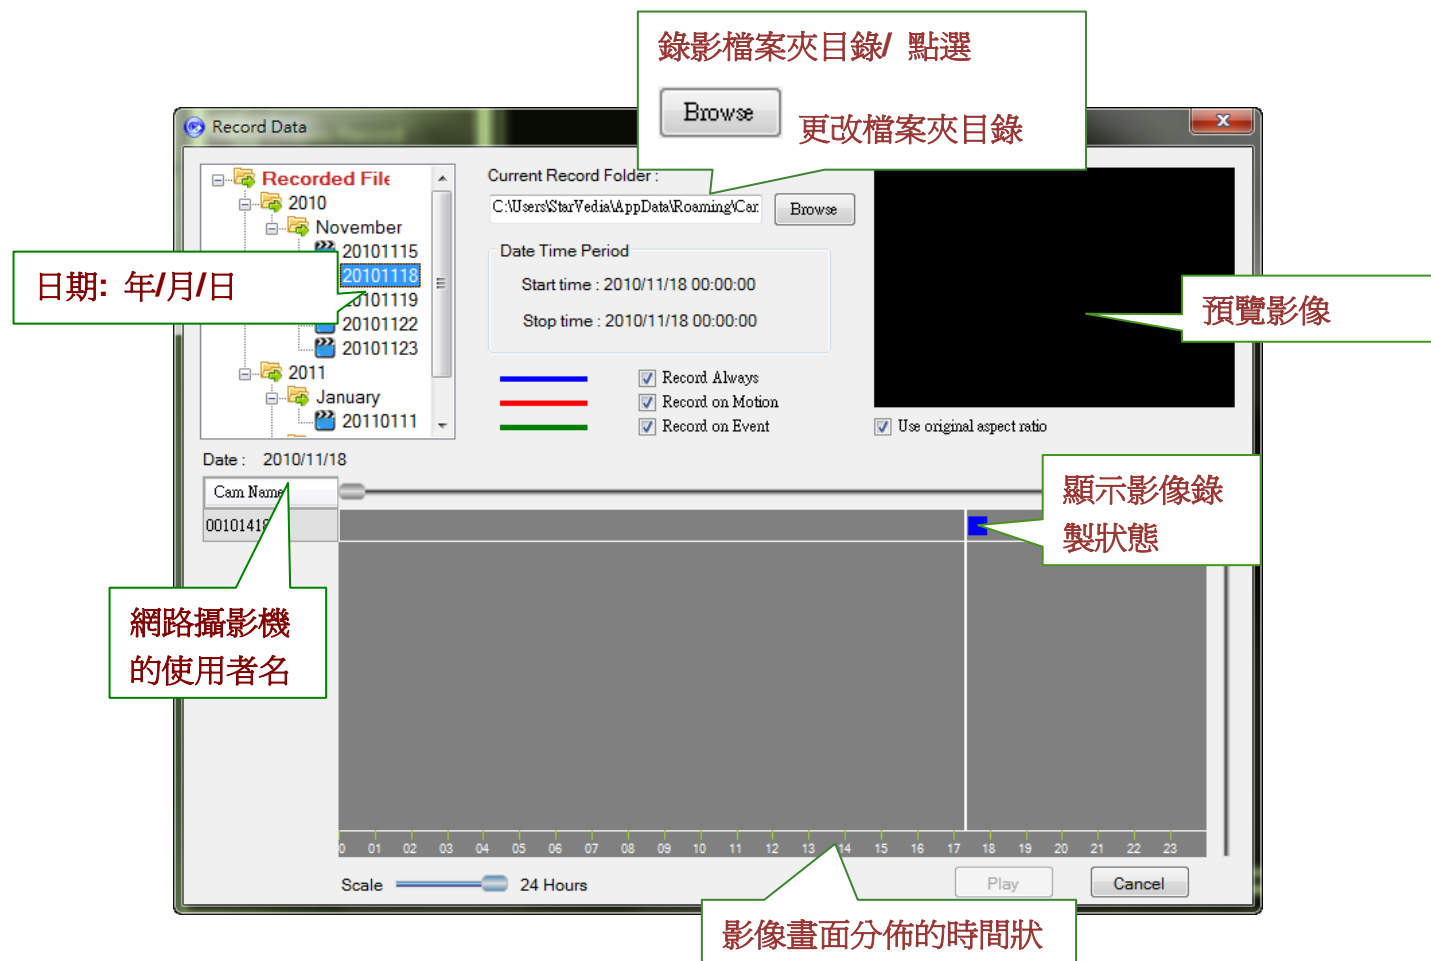 錄影檔案夾目錄/ 點選
Browse
更改檔案夾目錄
Record Data
Recorded File
2010
November
20101115
20101118
20101119
20101122
20101123
2011
January
20110111
日期: 年/月/日
Current Record Folder :
C:\Users\StarVedia\AppData\Roaming\Car
Browse
Date Time Period
Start time : 2010/11/18 00:00:00
Stop time : 2010/11/18 00:00:00
Record Always
Record on Motion
Record on Event
預覽影像
Use original aspect ratio
Date : 2010/11/18
Cam Name
0010141
顯示影像錄
製狀態
網路攝影機
的使用者名
0 01 02 03 04 05 06 07 08 09 10 11 12 13 14 15 16 17 18 19 20 21 22 23
Scale
24 Hours
Play
Cancel
影像畫面分佈的時間狀